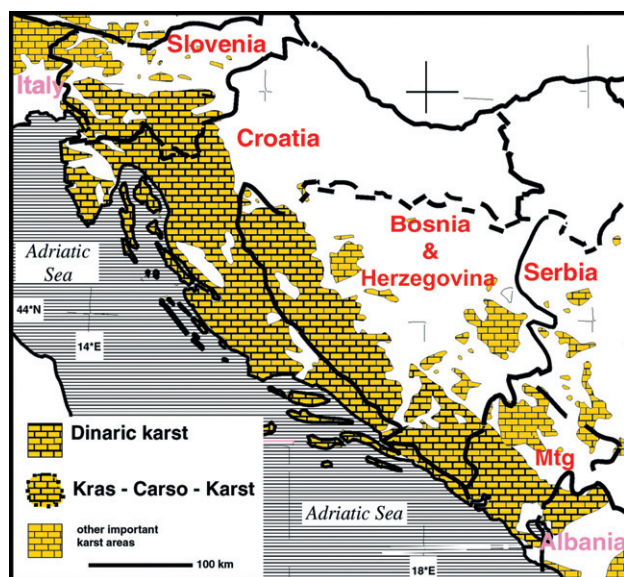 Slovenia
Italy
Croatia
Bosnia
&
Herzegovina
Serbia
Adriatic
Sea
44°N
14°E
Dinaric karst
Mtg
Kras - Carso - Karst
other important
karst areas
Adriatic Sea
Albania
100 km
18°E